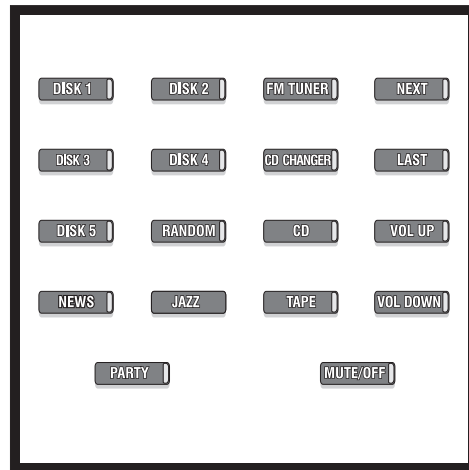 DISK 1 DISK 2 FM TUNER NEXT
DISK 3 DISK 4 CD CHANGER LAST
DISK 5 RANDOM CD VOL UP
NEWS JAZZ TAPE VOL DOWN
PARTY MUTE/OFF